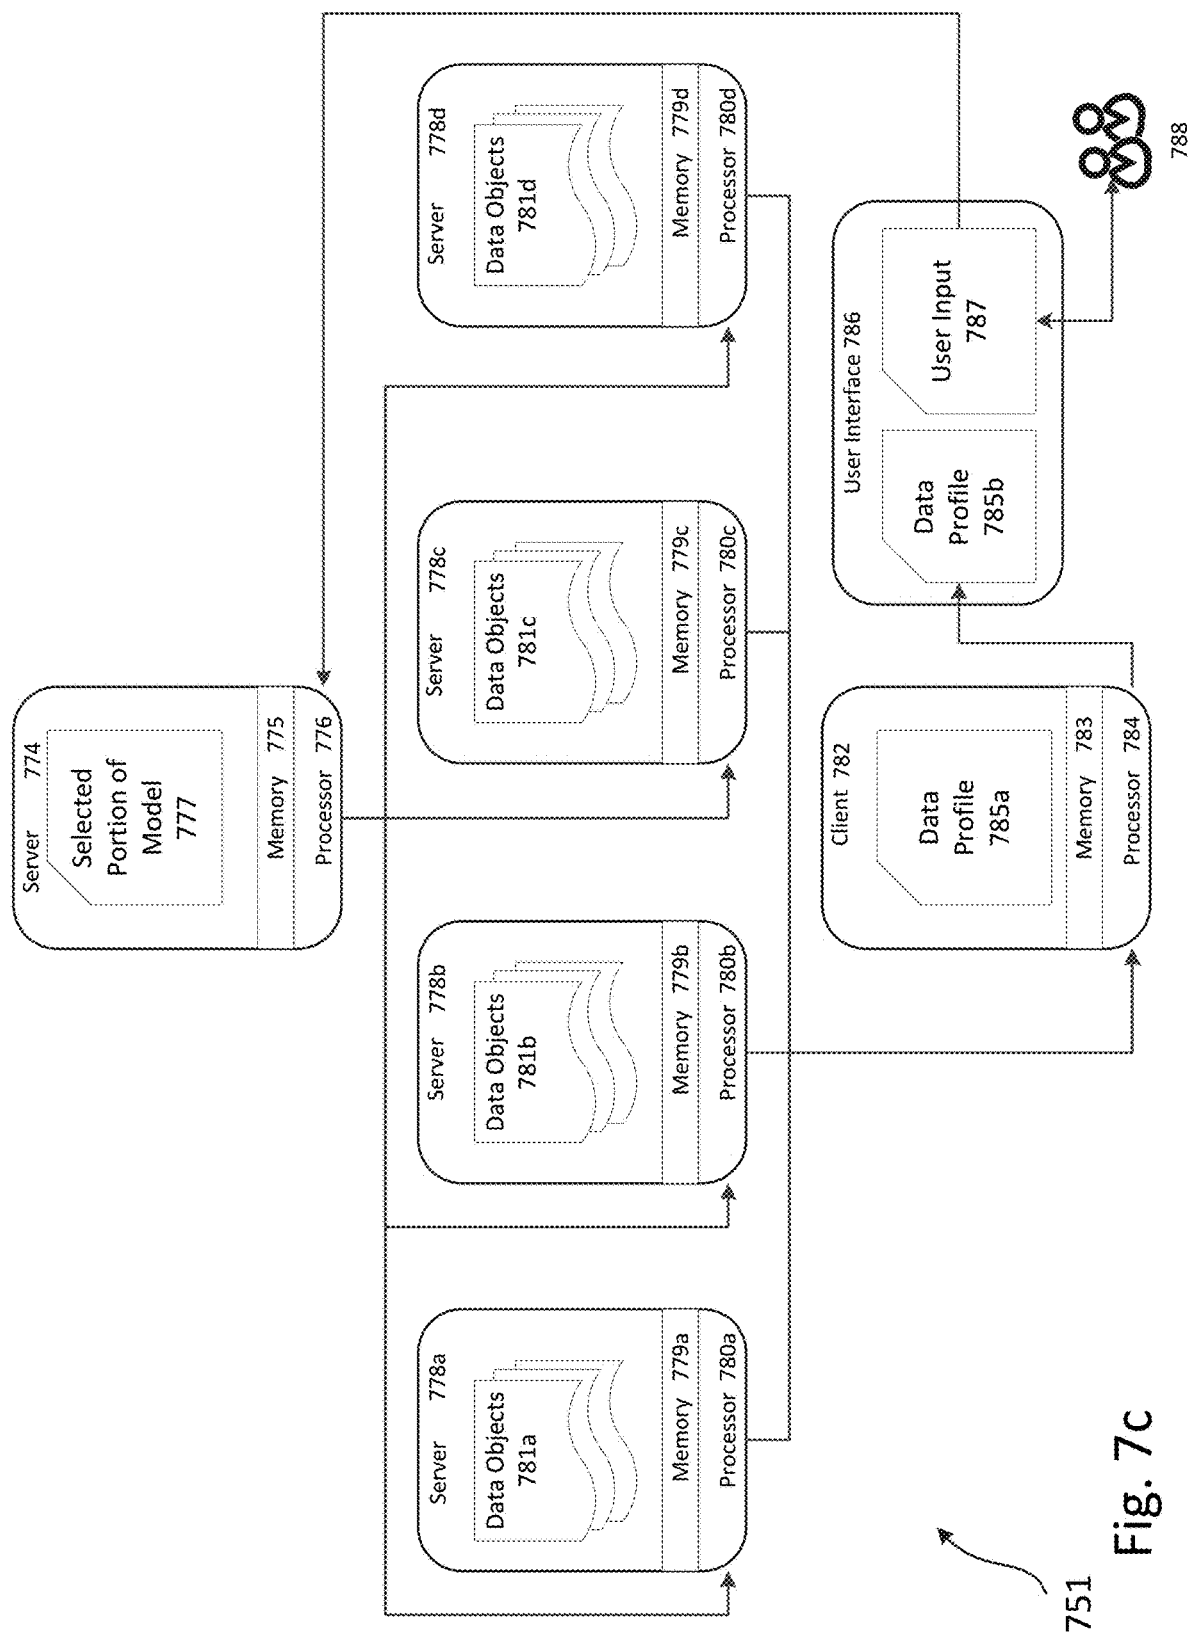 Server 774
Selected
Portion of
Model
777
Memory 775
Processor 776
Server 778a
Data Objects
781a
Memory 779a
Processor 780a
Server 778b
Data Objects
781b
Memory 779b
Processor 780b
Server 778c
Data Objects
781c
Memory 779c
Processor 780c
Server 778d
Data Objects
781d
Memory 779d
Processor 780d
Client 782
Data
Profile
785a
Memory 783
Processor 784
User Interface 786
Data
Profile
785b
User Input
787
788
751
Fig. 7c